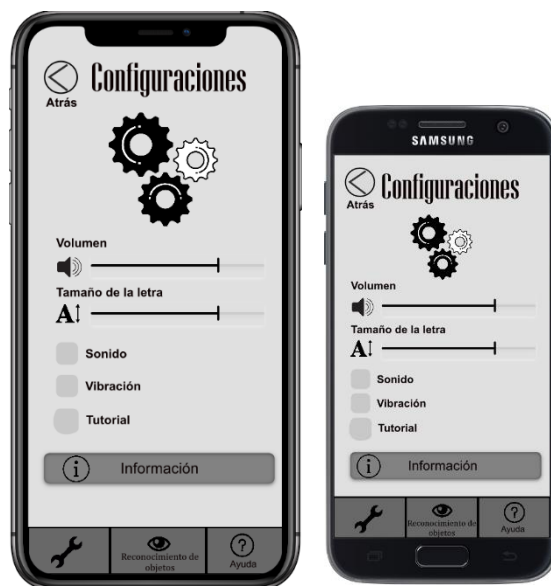 Configuraciones
Atrás
Volumen
Tamaño de la letra
A
Sonido
Vibración
Tutorial
i Información
Reconocimiento de
objetos
?
Ayuda
SAMSUNG
Configuraciones
Atrás
Volumen
Tamaño de la letra
A
Sonido
Vibración
Tutorial
i Información
Reconocimiento de
objetos
?
Ayuda